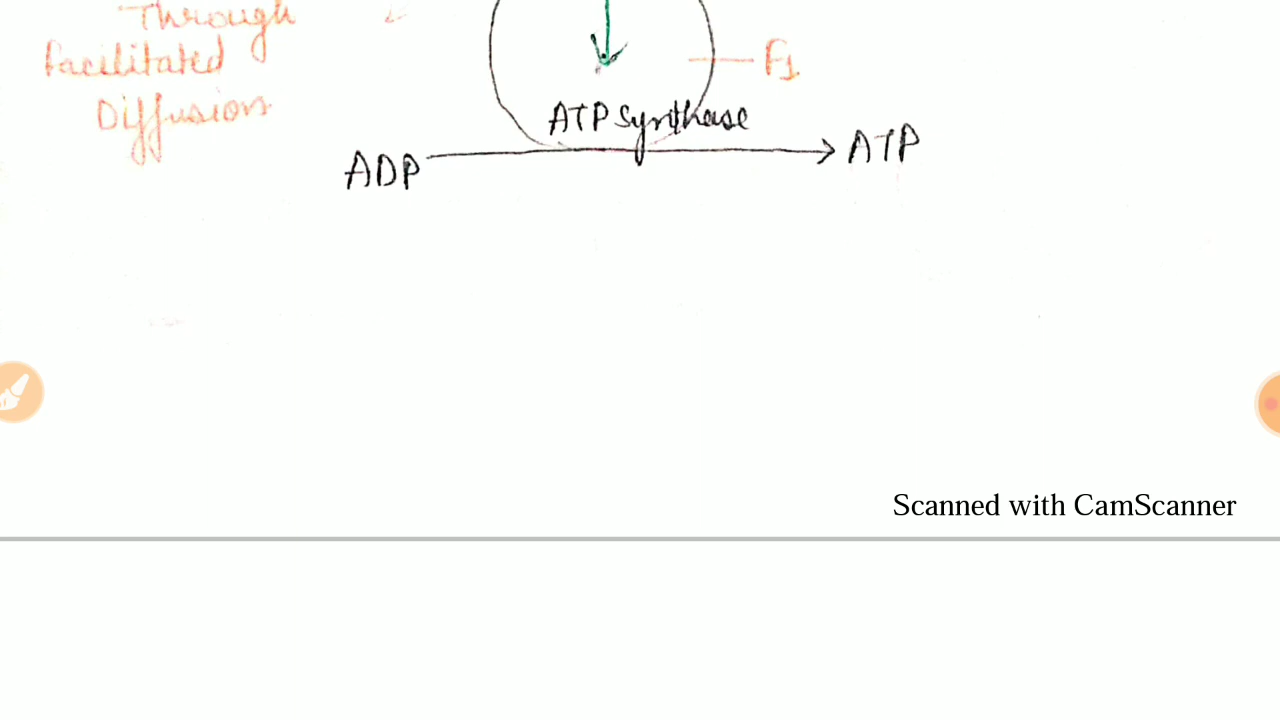 Through
facilitated
Diffusion
F1
ATP synthase
ADP
ATP
Scanned with CamScanner